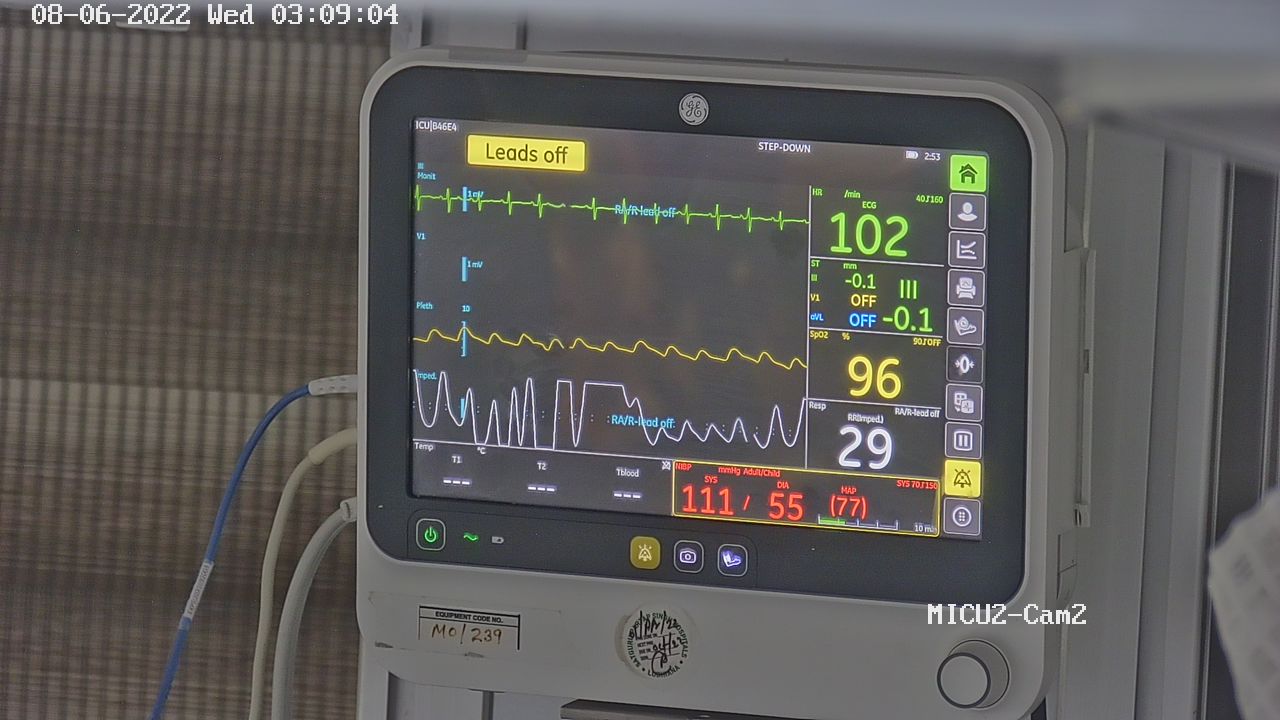 08-06-2022 Wed 03:09:04
ICU|B46E4
Leads off
STEP-DOWN
2:53
III
Monit
1 mV
RA/R-lead off
HR /min
ECG
40 160
102
V1
1 mV
ST mm
III -0.1
V1 OFF
aVL OFF
III
-0.1
Pleth
10
SpO2 %
90 OFF
96
Imped.
RA/R-lead off
Resp
RR(Imped.)
RA/R-lead off
29
Temp
°C
T1
---
T2
---
Tblood
---
NIBP mmHg Adult/Child
SYS 70 150
SYS DIA MAP
111 / 55 (77)
10 min
EQUIPMENT CODE NO.
MO/239
LUDHIANA
MICU2-Cam2